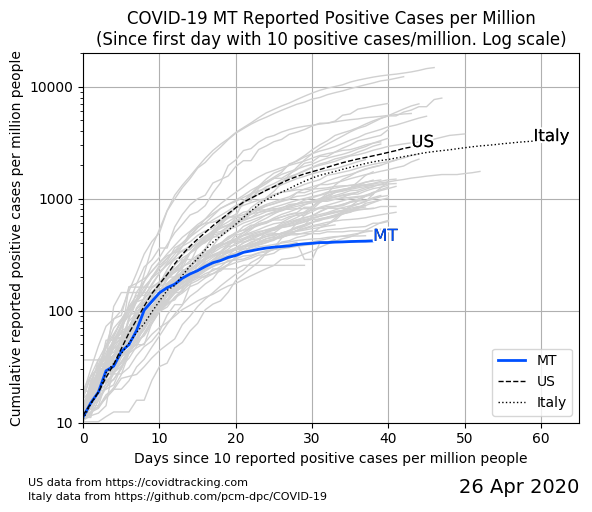 COVID-19 MT Reported Positive Cases per Million
(Since first day with 10 positive cases/million. Log scale)
Cumulative reported positive cases per million people
10000
1000
100
10
US
Italy
MT
MT
US
Italy
0 10 20 30 40 50 60
Days since 10 reported positive cases per million people
US data from https://covidtracking.com
Italy data from https://github.com/pcm-dpc/COVID-19
26 Apr 2020